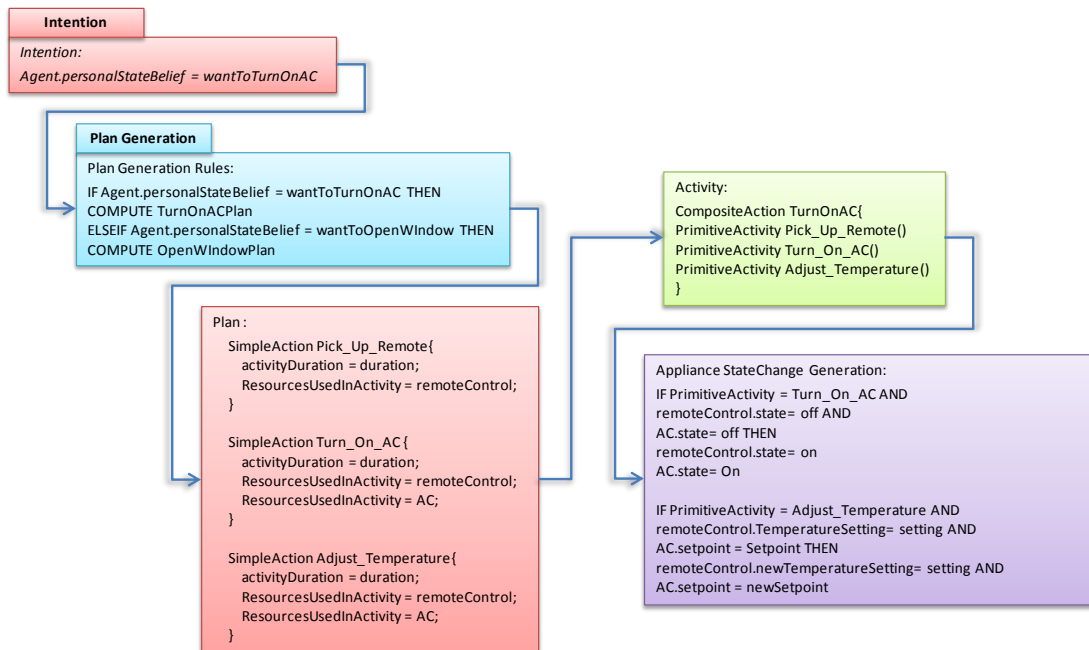 Intention
Intention:
Agent.personalStateBelief = wantToTurnOnAC
Plan Generation
Plan Generation Rules:
IF Agent.personalStateBelief = wantToTurnOnAC THEN
COMPUTE TurnOnACPlan
ELSEIF Agent.personalStateBelief = wantToOpenWIndow THEN
COMPUTE OpenWIndowPlan
Plan :
SimpleAction Pick_Up_Remote{
activityDuration = duration;
ResourcesUsedInActivity = remoteControl;
}
SimpleAction Turn_On_AC {
activityDuration = duration;
ResourcesUsedInActivity = remoteControl;
ResourcesUsedInActivity = AC;
}
SimpleAction Adjust_Temperature{
activityDuration = duration;
ResourcesUsedInActivity = remoteControl;
ResourcesUsedInActivity = AC;
}
Activity:
CompositeAction TurnOnAC{
PrimitiveActivity Pick_Up_Remote()
PrimitiveActivity Turn_On_AC()
PrimitiveActivity Adjust_Temperature()
}
Appliance StateChange Generation:
IF PrimitiveActivity = Turn_On_AC AND
remoteControl.state= off AND
AC.state= off THEN
remoteControl.state= on
AC.state= On
IF PrimitiveActivity = Adjust_Temperature AND
remoteControl.TemperatureSetting= setting AND
AC.setpoint = Setpoint THEN
remoteControl.newTemperatureSetting= setting AND
AC.setpoint = newSetpoint